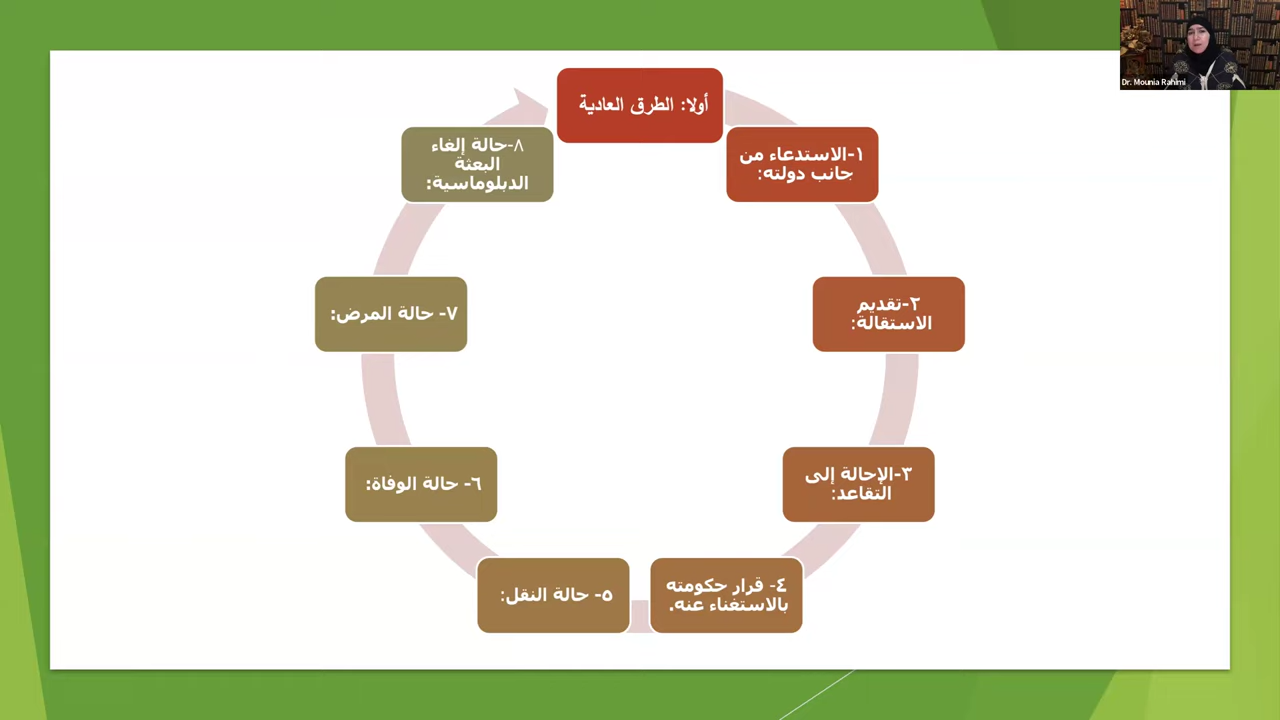 أولا: الطرق العادية
١-الاستدعاء من
جانب دولته:
٢-تقديم
الاستقالة:
٣-الإحالة إلى
التقاعد:
٤- قرار حكومته
بالاستغناء عنه.
٥- حالة النقل:
٦- حالة الوفاة:
٧- حالة المرض:
٨-حالة إلغاء
البعثة
الدبلوماسية:
Dr. Mounia Rahimi